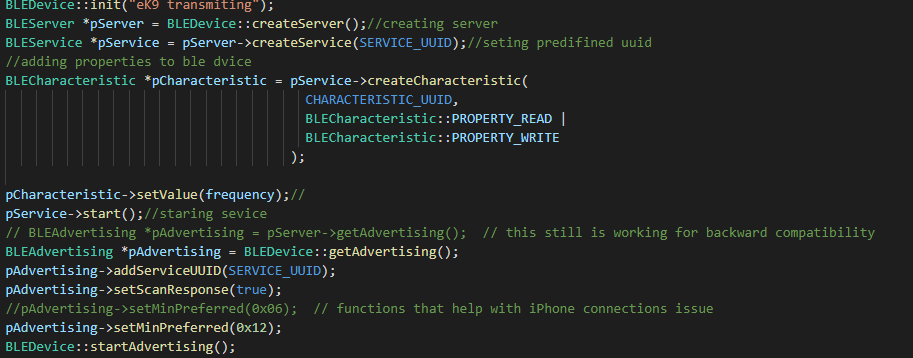 BLEDevice::init("eK9 transmiting");
BLEServer *pServer = BLEDevice::createServer();//creating server
BLEService *pService = pServer->createService(SERVICE_UUID);//seting predifined uuid
//adding properties to ble dvice
BLECharacteristic *pCharacteristic = pService->createCharacteristic(
CHARACTERISTIC_UUID,
BLECharacteristic::PROPERTY_READ |
BLECharacteristic::PROPERTY_WRITE
);
pCharacteristic->setValue(frequency);//
pService->start();//staring sevice
// BLEAdvertising *pAdvertising = pServer->getAdvertising();  // this still is working for backward compatibility
BLEAdvertising *pAdvertising = BLEDevice::getAdvertising();
pAdvertising->addServiceUUID(SERVICE_UUID);
pAdvertising->setScanResponse(true);
//pAdvertising->setMinPreferred(0x06);  // functions that help with iPhone connections issue
pAdvertising->setMinPreferred(0x12);
BLEDevice::startAdvertising();